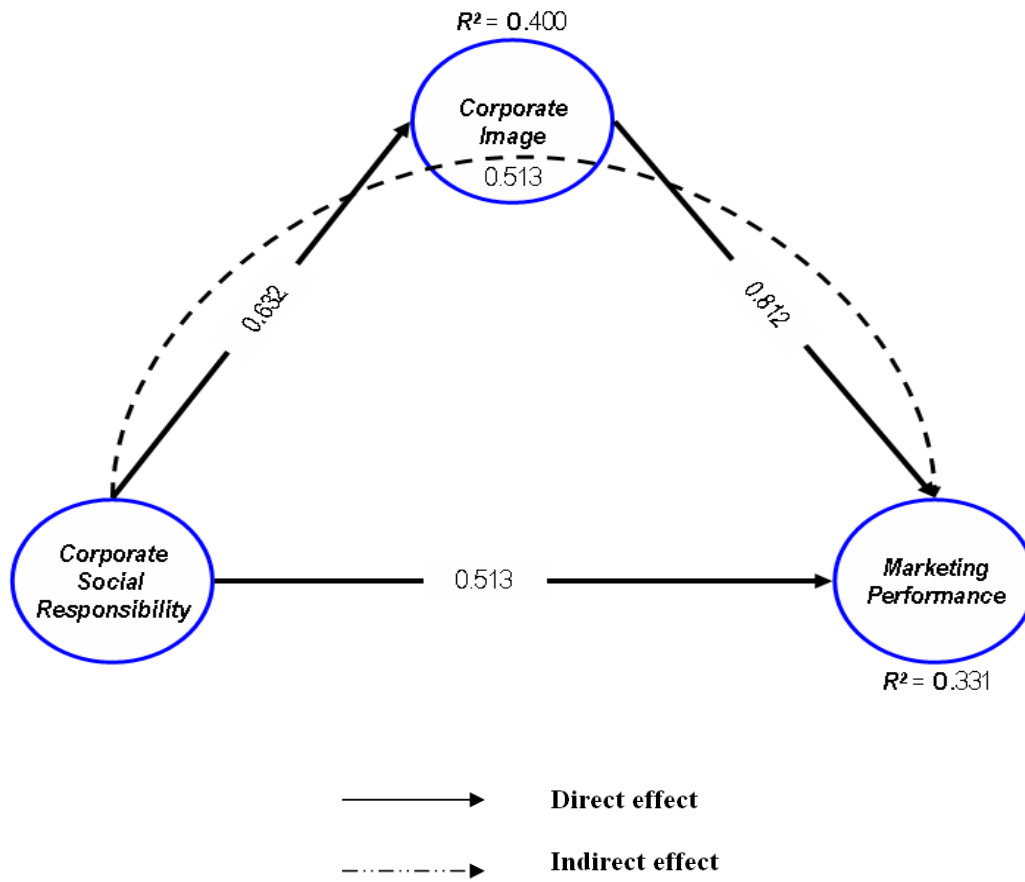 R² = 0.400
Corporate
Image
0.513
0.632
0.812
Corporate
Social
Responsibility
0.513
Marketing
Performance
R² = 0.331
Direct effect
Indirect effect